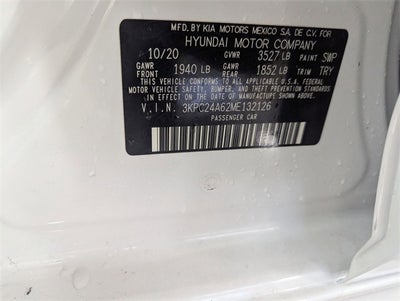 MFD. BY KIA MOTORS MEXICO S.A. DE C.V. FOR
HYUNDAI MOTOR COMPANY
10/20 GVWR 3527 LB PAINT SWP
GAWR FRONT 1940 LB GAWR REAR 1852 LB TRIM TRY
THIS VEHICLE CONFORMS TO ALL APPLICABLE FEDERAL
MOTOR VEHICLE SAFETY, BUMPER, AND THEFT PREVENTION
STANDARDS IN EFFECT ON THE DATE OF MANUFACTURE SHOWN ABOVE.
V.I.N. 3KPC24A62ME132126
PASSENGER CAR